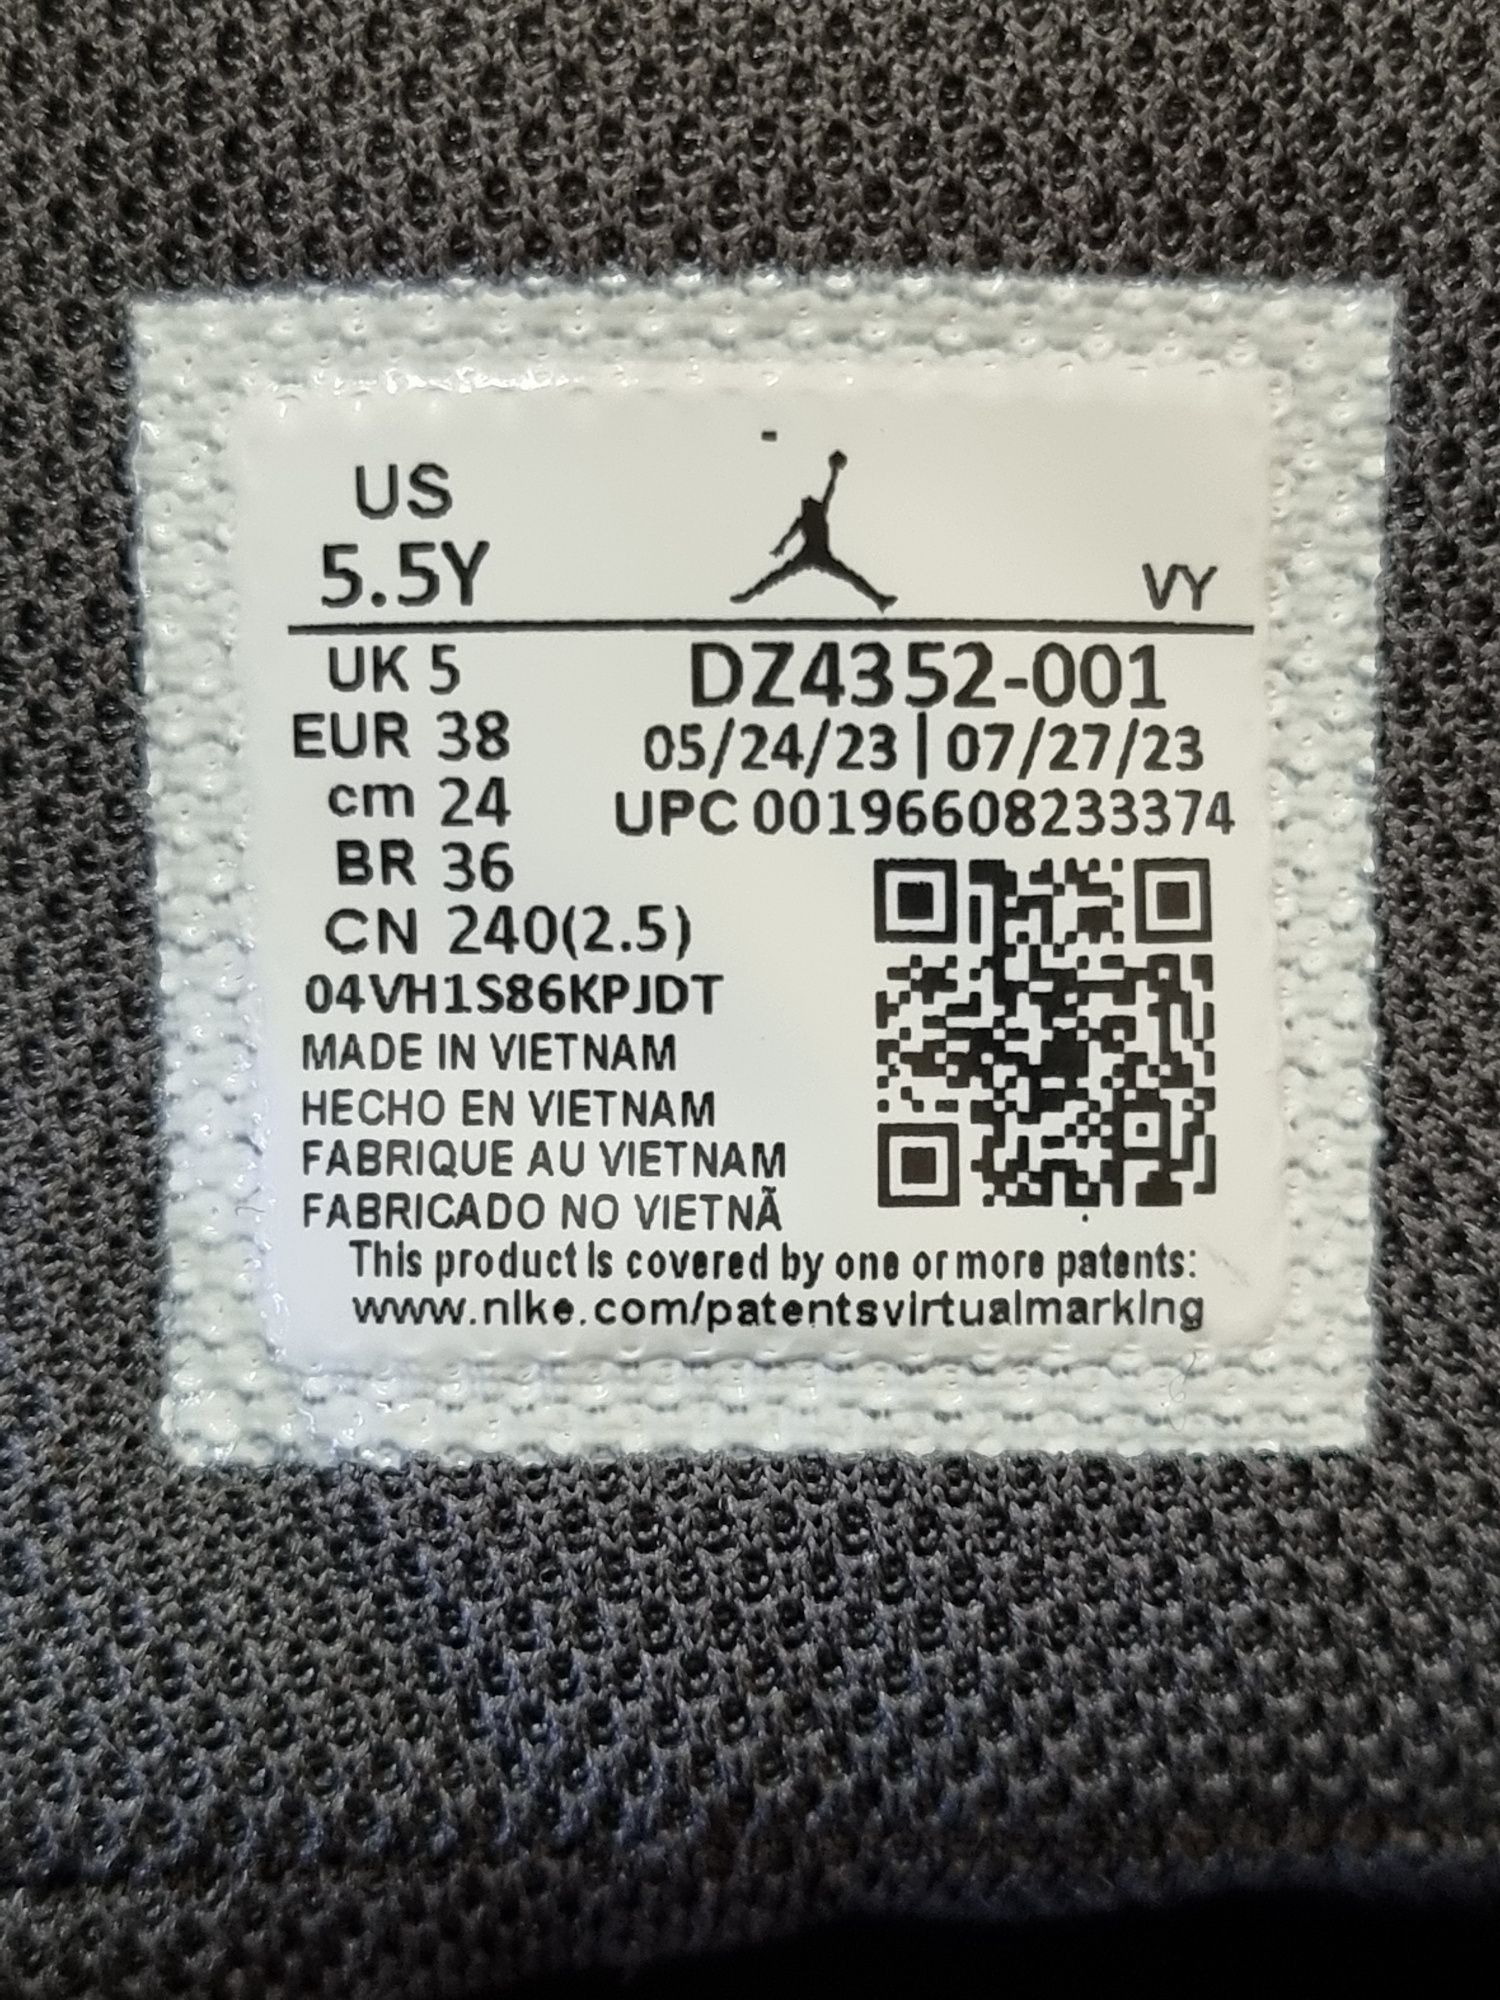 US
5.5Y
VY
UK 5
DZ4352-001
EUR 38
05/24/23 | 07/27/23
cm 24
UPC 00196608233374
BR 36
CN 240(2.5)
04VH1S86KPJDT
MADE IN VIETNAM
HECHO EN VIETNAM
FABRIQUE AU VIETNAM
FABRICADO NO VIETNÃ
This product is covered by one or more patents:
www.nike.com/patentsvirtualmarking